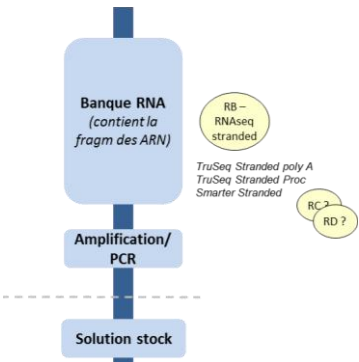 Banque RNA
(contient la
fragm des ARN)
RB –
RNAseq
stranded
TruSeq Stranded poly A
TruSeq Stranded Proc
Smarter Stranded
RC ?
RD ?
Amplification/
PCR
Solution stock